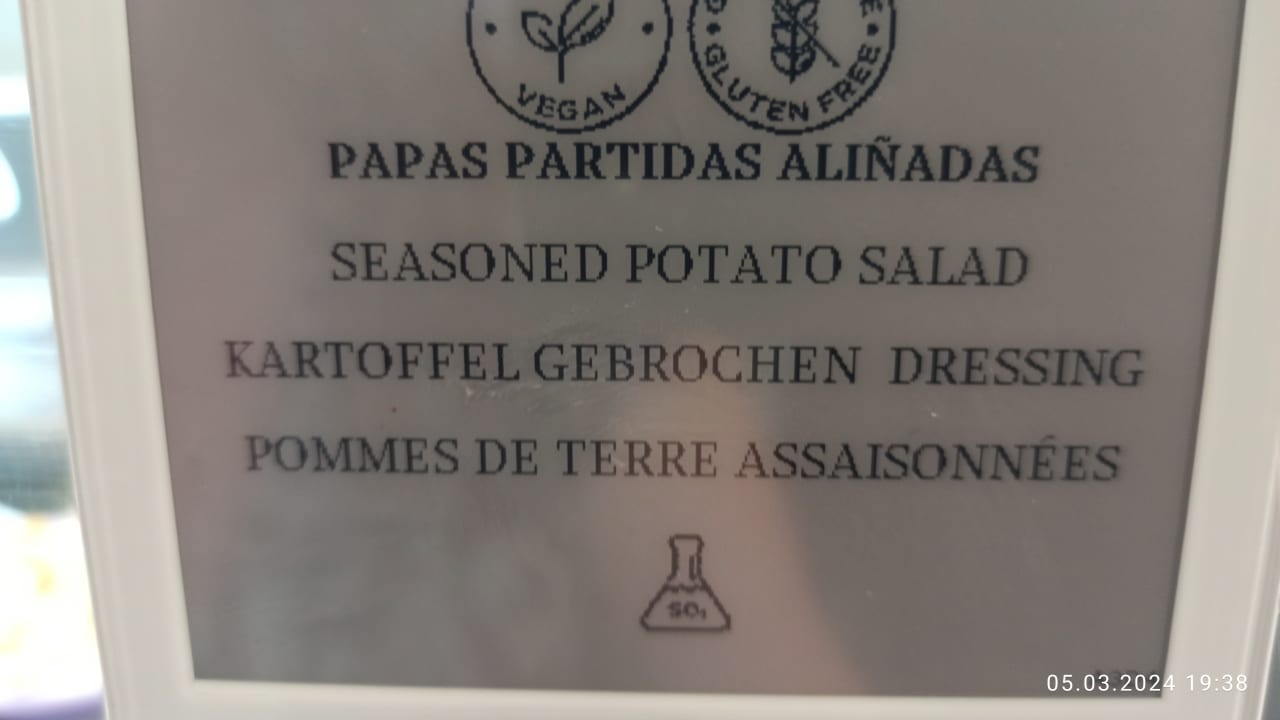 VEGAN
GLUTEN FREE
PAPAS PARTIDAS ALIÑADAS
SEASONED POTATO SALAD
KARTOFFEL GEBROCHEN DRESSING
POMMES DE TERRE ASSAISONNÉES
SO₂
05.03.2024 19:38